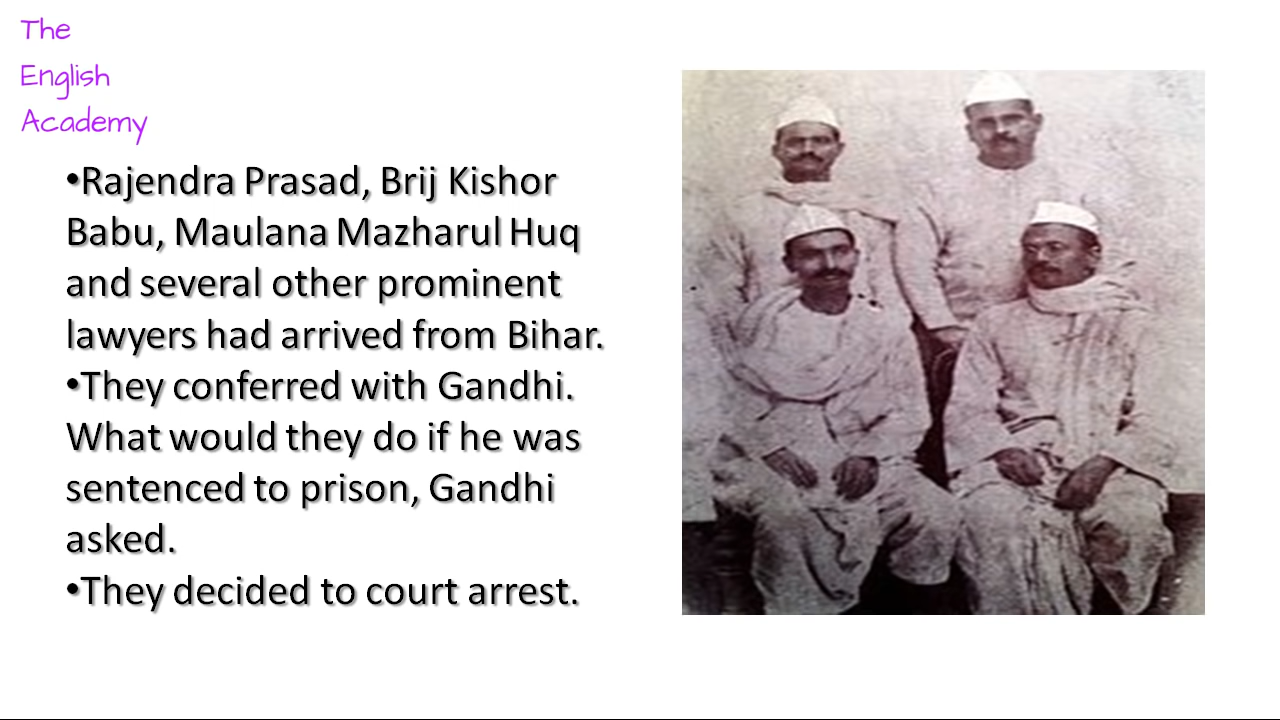 The
English
Academy
•Rajendra Prasad, Brij Kishor
Babu, Maulana Mazharul Huq
and several other prominent
lawyers had arrived from Bihar.
•They conferred with Gandhi.
What would they do if he was
sentenced to prison, Gandhi
asked.
•They decided to court arrest.